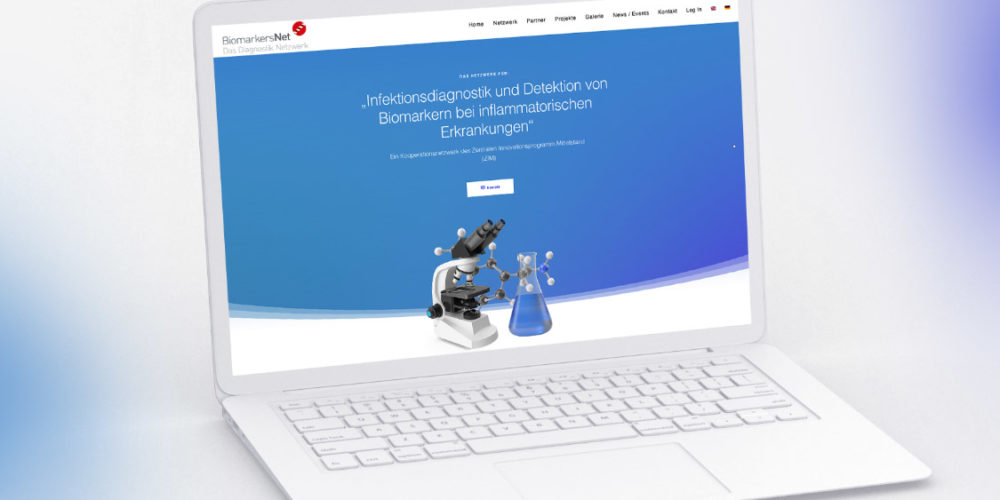 BiomarkersNet
Das Diagnostik Netzwerk
Home Netzwerk Partner Projekte Galerie News / Events Kontakt Log In
DAS NETZWERK FÜR
„Infektionsdiagnostik und Detektion von
Biomarkern bei inflammatorischen
Erkrankungen“
Ein Kooperationsnetzwerk des Zentralen Innovationsprogramm Mittelstand
(ZIM)